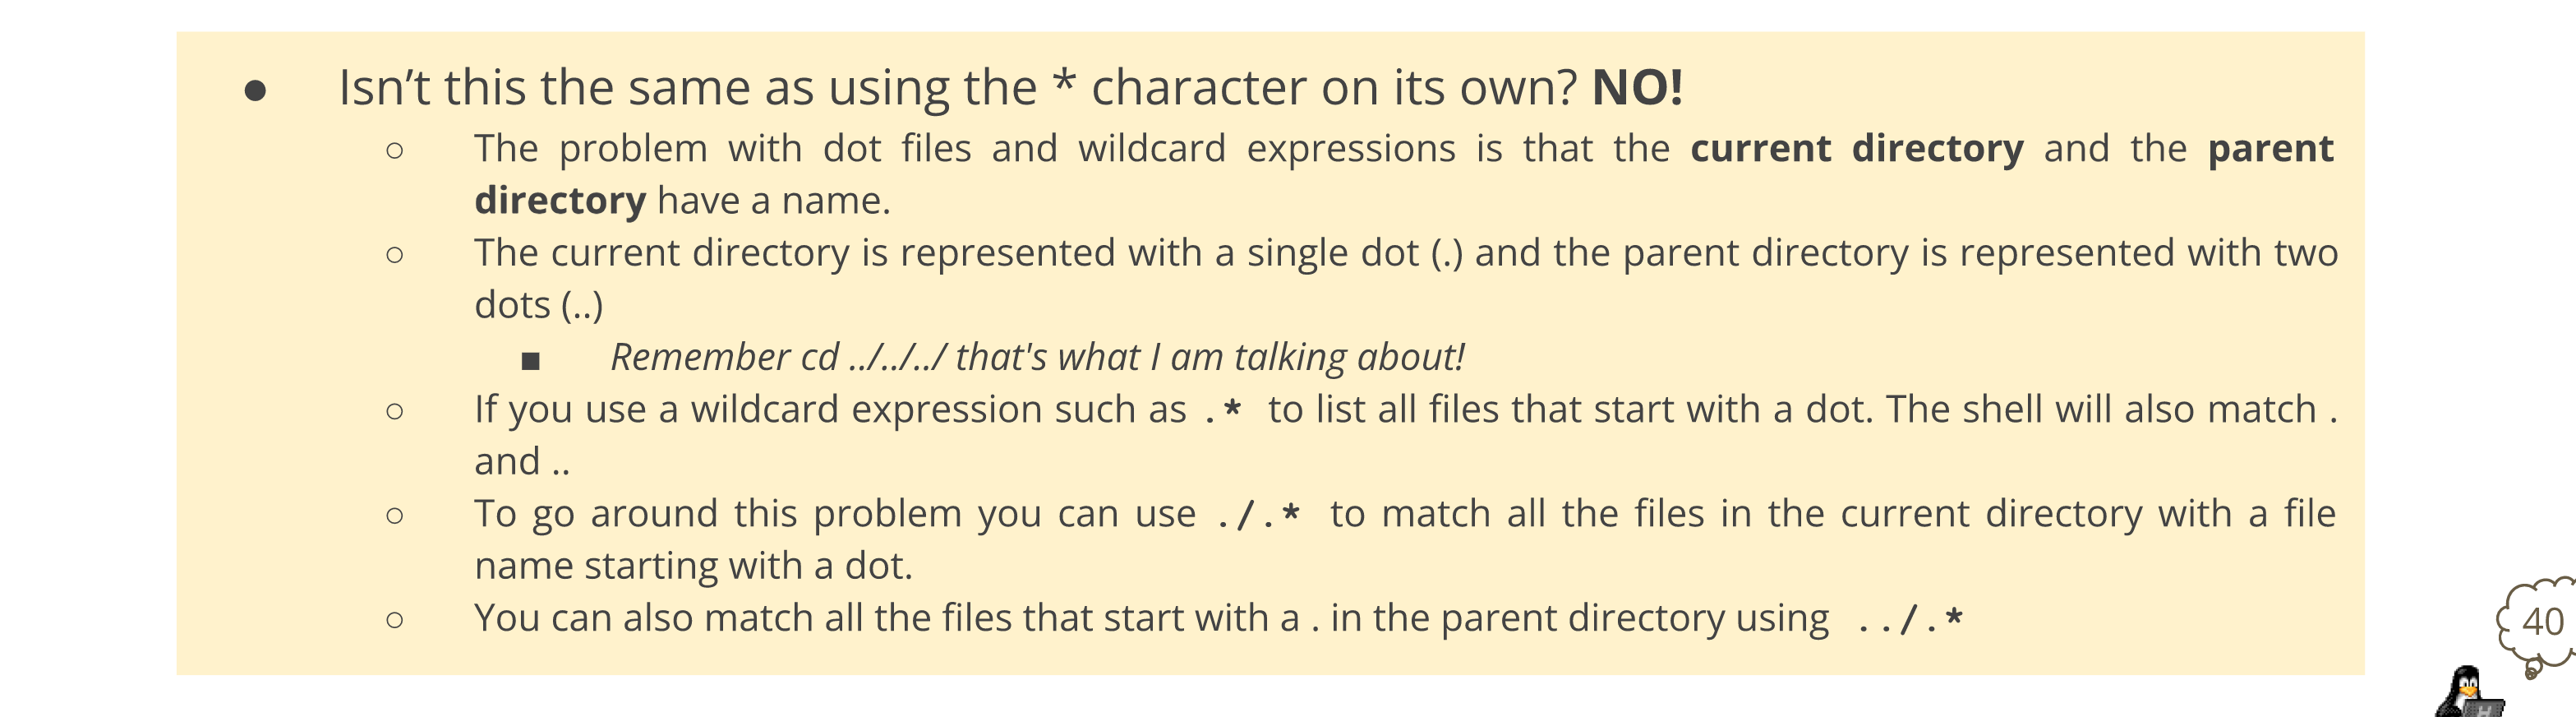 ● Isn’t this the same as using the * character on its own? NO!
○ The problem with dot files and wildcard expressions is that the current directory and the parent
directory have a name.
○ The current directory is represented with a single dot (.) and the parent directory is represented with two
dots (..)
■ Remember cd ../../../ that's what I am talking about!
○ If you use a wildcard expression such as .* to list all files that start with a dot. The shell will also match .
and ..
○ To go around this problem you can use ./.* to match all the files in the current directory with a file
name starting with a dot.
○ You can also match all the files that start with a . in the parent directory using ../.*
40